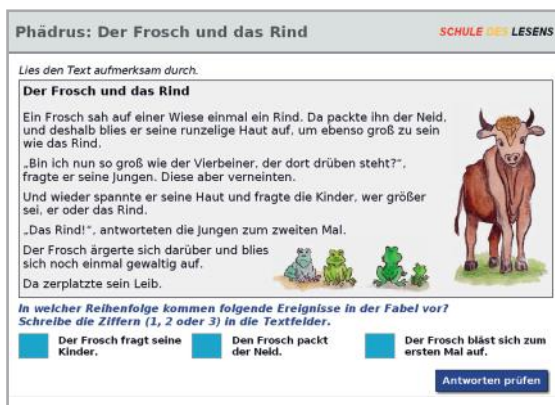 Phädrus: Der Frosch und das Rind
SCHULE DES LESENS
Lies den Text aufmerksam durch.
Der Frosch und das Rind
Ein Frosch sah auf einer Wiese einmal ein Rind. Da packte ihn der Neid,
und deshalb blies er seine runzelige Haut auf, um ebenso groß zu sein
wie das Rind.
„Bin ich nun so groß wie der Vierbeiner, der dort drüben steht?“,
fragte er seine Jungen. Diese aber verneinten.
Und wieder spannte er seine Haut und fragte die Kinder, wer größer
sei, er oder das Rind.
„Das Rind!“, antworteten die Jungen zum zweiten Mal.
Der Frosch ärgerte sich darüber und blies
sich noch einmal gewaltig auf.
Da zerplatzte sein Leib.
In welcher Reihenfolge kommen folgende Ereignisse in der Fabel vor?
Schreibe die Ziffern (1, 2 oder 3) in die Textfelder.
Der Frosch fragt seine
Kinder.
Den Frosch packt
der Neid.
Der Frosch bläst sich zum
ersten Mal auf.
Antworten prüfen